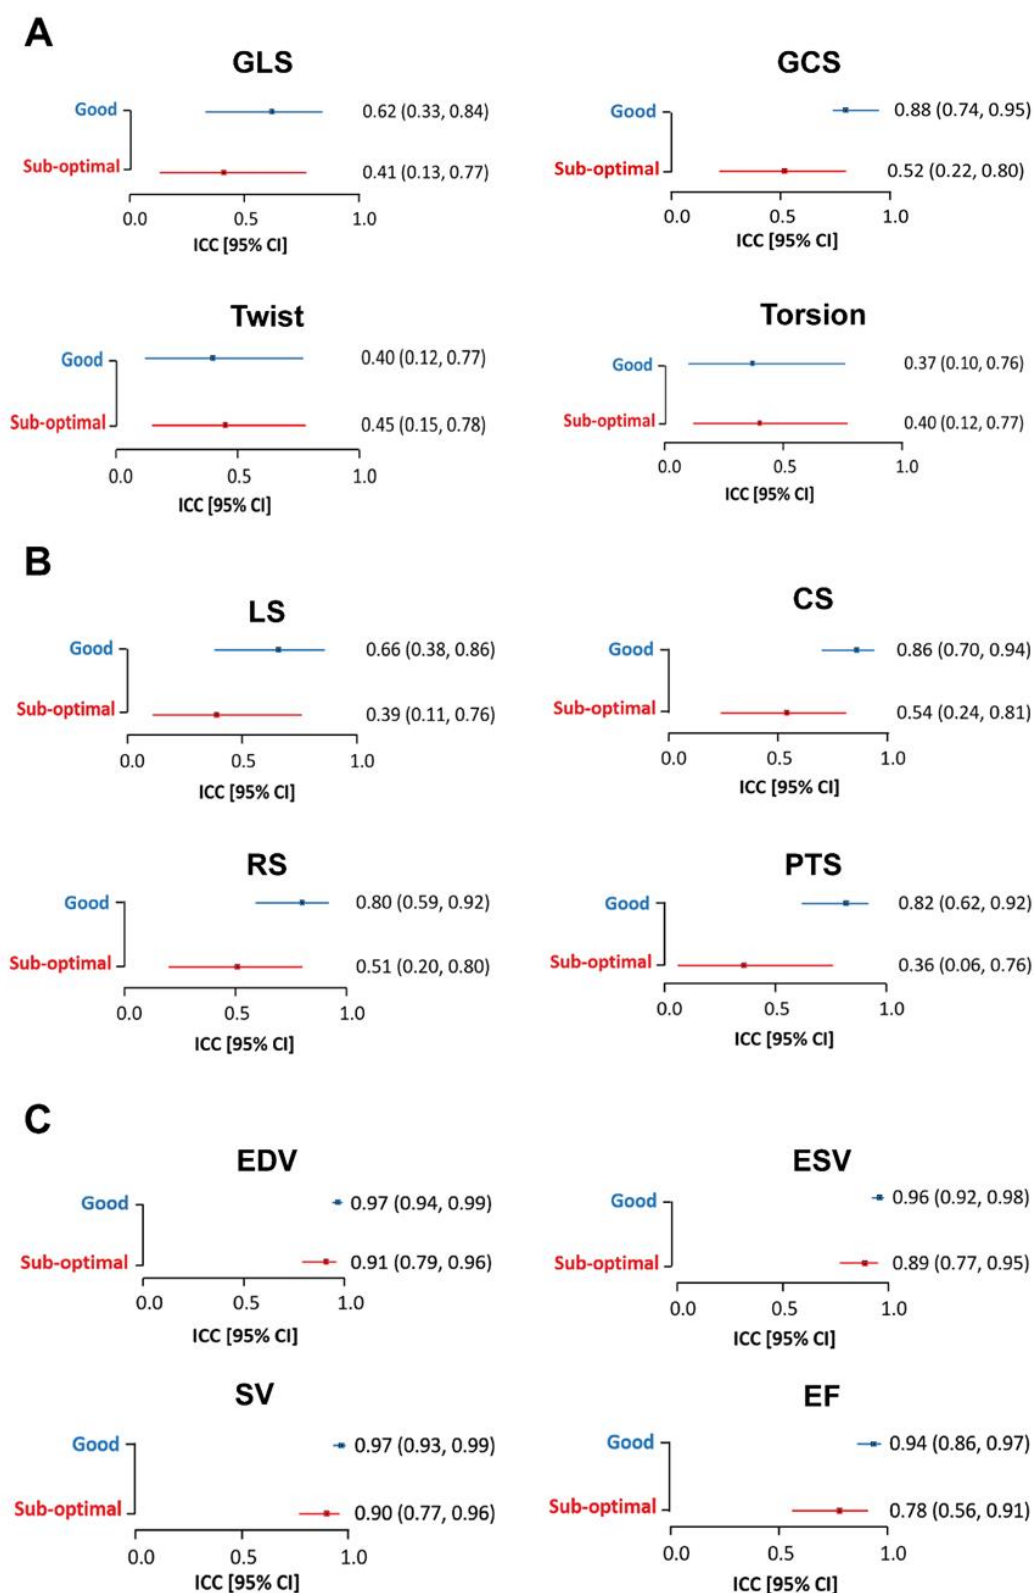 A
GLS
Good 0.62 (0.33, 0.84)
Sub-optimal 0.41 (0.13, 0.77)
0.0 0.5 1.0
ICC [95% CI]
GCS
Good 0.88 (0.74, 0.95)
Sub-optimal 0.52 (0.22, 0.80)
0.0 0.5 1.0
ICC [95% CI]
Twist
Good 0.40 (0.12, 0.77)
Sub-optimal 0.45 (0.15, 0.78)
0.0 0.5 1.0
ICC [95% CI]
Torsion
Good 0.37 (0.10, 0.76)
Sub-optimal 0.40 (0.12, 0.77)
0.0 0.5 1.0
ICC [95% CI]
B
LS
Good 0.66 (0.38, 0.86)
Sub-optimal 0.39 (0.11, 0.76)
0.0 0.5 1.0
ICC [95% CI]
CS
Good 0.86 (0.70, 0.94)
Sub-optimal 0.54 (0.24, 0.81)
0.0 0.5 1.0
ICC [95% CI]
RS
Good 0.80 (0.59, 0.92)
Sub-optimal 0.51 (0.20, 0.80)
0.0 0.5 1.0
ICC [95% CI]
PTS
Good 0.82 (0.62, 0.92)
Sub-optimal 0.36 (0.06, 0.76)
0.0 0.5 1.0
ICC [95% CI]
C
EDV
Good 0.97 (0.94, 0.99)
Sub-optimal 0.91 (0.79, 0.96)
0.0 0.5 1.0
ICC [95% CI]
ESV
Good 0.96 (0.92, 0.98)
Sub-optimal 0.89 (0.77, 0.95)
0.0 0.5 1.0
ICC [95% CI]
SV
Good 0.97 (0.93, 0.99)
Sub-optimal 0.90 (0.77, 0.96)
0.0 0.5 1.0
ICC [95% CI]
EF
Good 0.94 (0.86, 0.97)
Sub-optimal 0.78 (0.56, 0.91)
0.0 0.5 1.0
ICC [95% CI]